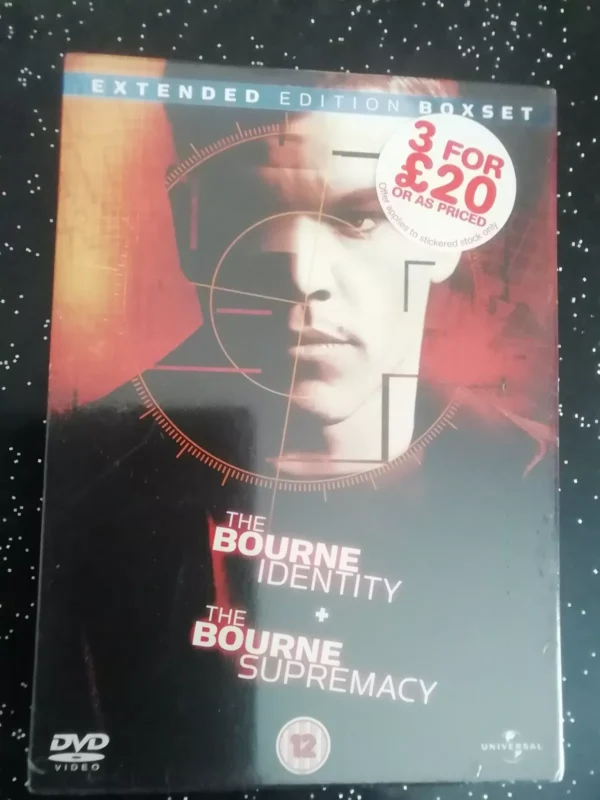 EXTENDED EDITION BOXSET
3 FOR
£20
OR AS PRICED
Offer applies to stickered stock only
THE
BOURNE
IDENTITY
+
THE
BOURNE
SUPREMACY
DVD
VIDEO
12
UNIVERSAL